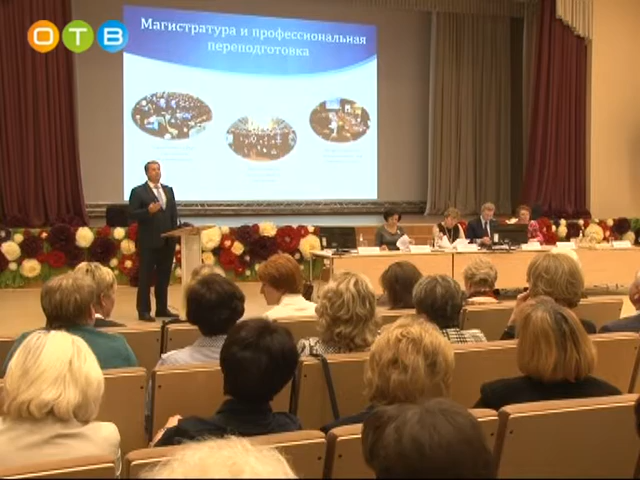 ОТВ
Магистратура и профессиональная
переподготовка